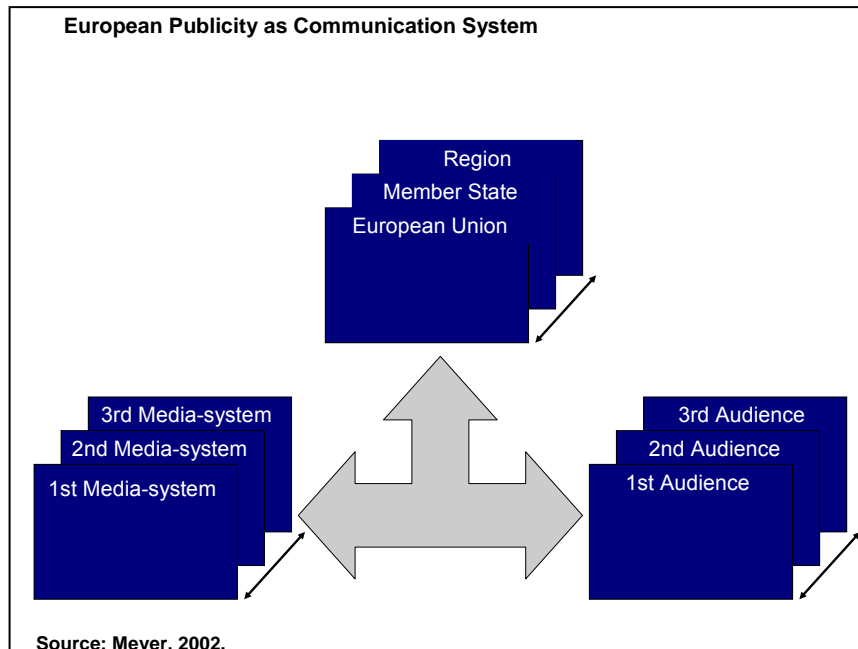 European Publicity as Communication System
Region
Member State
European Union
3rd Media-system
2nd Media-system
1st Media-system
3rd Audience
2nd Audience
1st Audience
Source: Meyer, 2002.